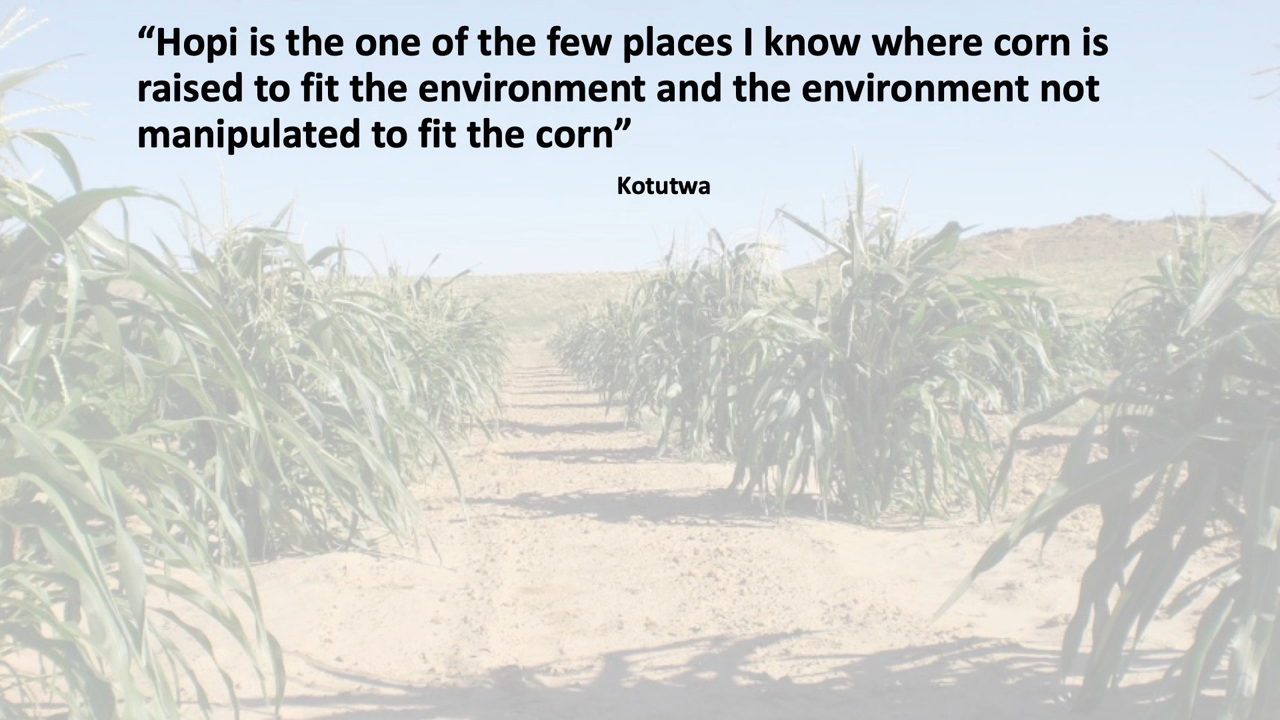 “Hopi is the one of the few places I know where corn is
raised to fit the environment and the environment not
manipulated to fit the corn”
Kotutwa